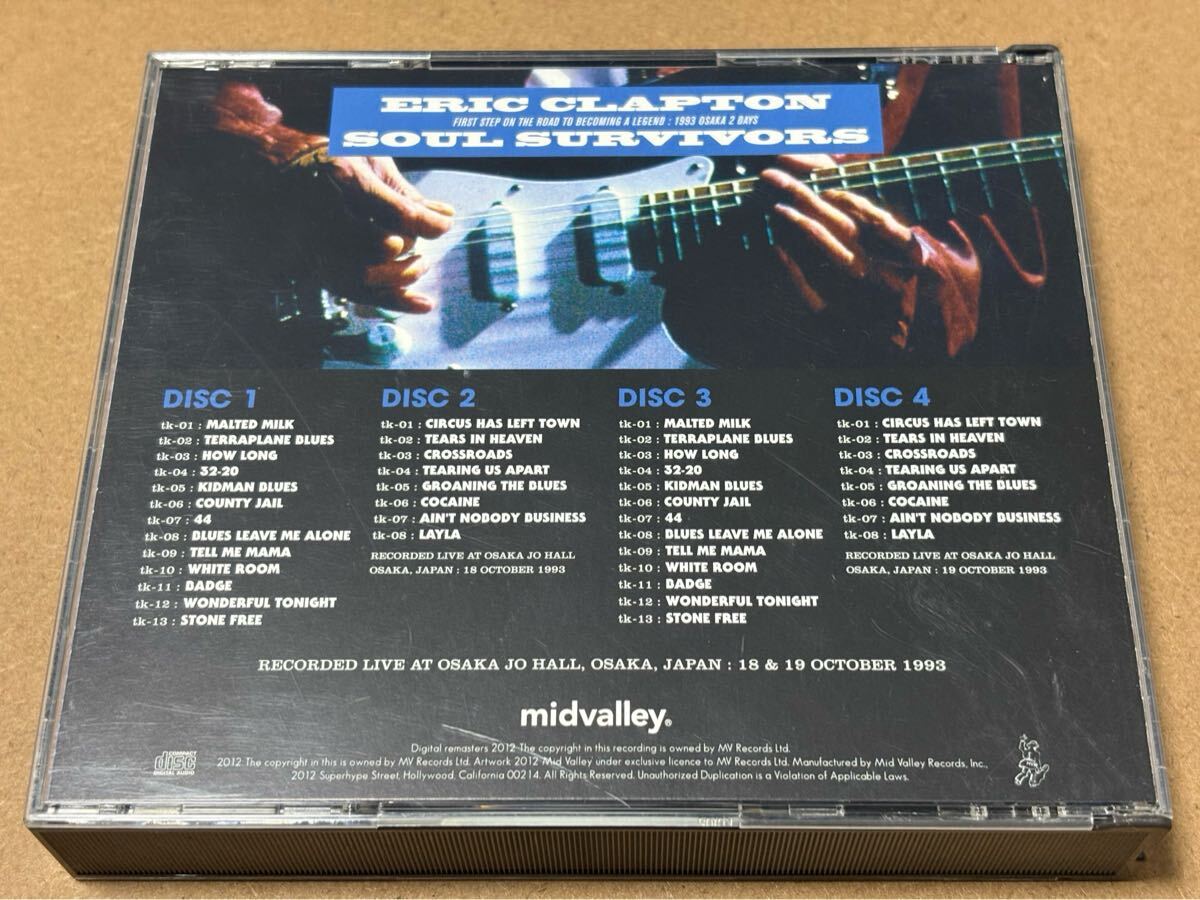 ERIC CLAPTON
FIRST STEP ON THE ROAD TO BECOMING A LEGEND : 1993 OSAKA 2 DAYS
SOUL SURVIVORS
DISC 1
tk-01 : MALTED MILK
tk-02 : TERRAPLANE BLUES
tk-03 : HOW LONG
tk-04 : 32-20
tk-05 : KIDMAN BLUES
tk-06 : COUNTY JAIL
tk-07 : 44
tk-08 : BLUES LEAVE ME ALONE
tk-09 : TELL ME MAMA
tk-10 : WHITE ROOM
tk-11 : BADGE
tk-12 : WONDERFUL TONIGHT
tk-13 : STONE FREE
DISC 2
tk-01 : CIRCUS HAS LEFT TOWN
tk-02 : TEARS IN HEAVEN
tk-03 : CROSSROADS
tk-04 : TEARING US APART
tk-05 : GROANING THE BLUES
tk-06 : COCAINE
tk-07 : AIN'T NOBODY BUSINESS
tk-08 : LAYLA
RECORDED LIVE AT OSAKA JO HALL
OSAKA, JAPAN : 18 OCTOBER 1993
DISC 3
tk-01 : MALTED MILK
tk-02 : TERRAPLANE BLUES
tk-03 : HOW LONG
tk-04 : 32-20
tk-05 : KIDMAN BLUES
tk-06 : COUNTY JAIL
tk-07 : 44
tk-08 : BLUES LEAVE ME ALONE
tk-09 : TELL ME MAMA
tk-10 : WHITE ROOM
tk-11 : BADGE
tk-12 : WONDERFUL TONIGHT
tk-13 : STONE FREE
DISC 4
tk-01 : CIRCUS HAS LEFT TOWN
tk-02 : TEARS IN HEAVEN
tk-03 : CROSSROADS
tk-04 : TEARING US APART
tk-05 : GROANING THE BLUES
tk-06 : COCAINE
tk-07 : AIN'T NOBODY BUSINESS
tk-08 : LAYLA
RECORDED LIVE AT OSAKA JO HALL
OSAKA, JAPAN : 19 OCTOBER 1993
RECORDED LIVE AT OSAKA JO HALL, OSAKA, JAPAN : 18 & 19 OCTOBER 1993
midvalley®
COMPACT
disc
DIGITAL AUDIO
Digital remasters 2012 The copyright in this recording is owned by MV Records Ltd.
2012 The copyright in this is owned by MV Records Ltd. Artwork 2012 Mid Valley under exclusive licence to MV Records Ltd. Manufactured by Mid Valley Records, Inc.,
2012 Superhype Street, Hollywood, California 00214. All Rights Reserved. Unauthorized Duplication is a Violation of Applicable Laws.